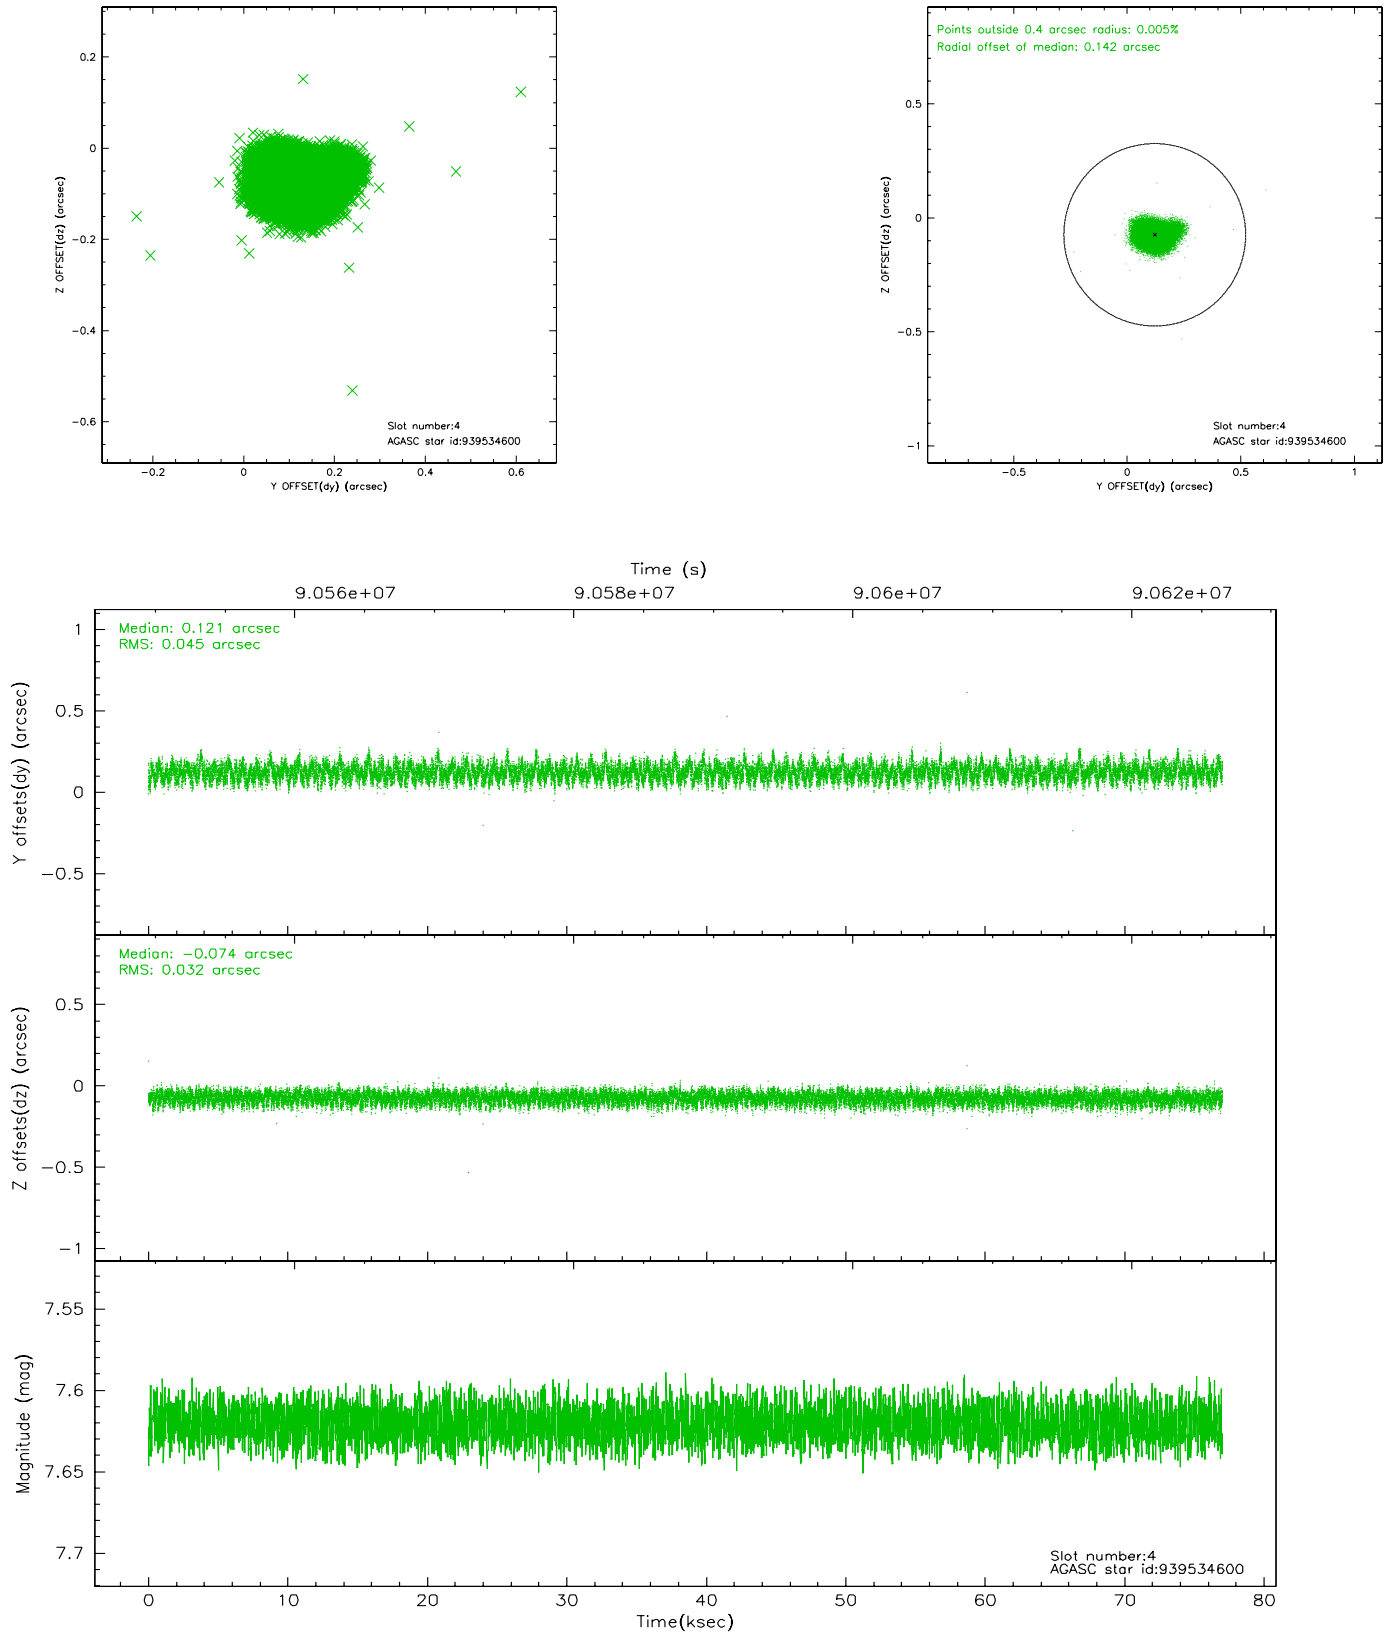 0.2
0
−0.2
−0.4
−0.6
Z OFFSET(dz) (arcsec)
Slot number:4
AGASC star id:939534600
−0.2
0
0.2
0.4
0.6
Y OFFSET(dy) (arcsec)
Points outside 0.4 arcsec radius: 0.005%
Radial offset of median: 0.142 arcsec
0.5
0
−0.5
−1
Z OFFSET(dz) (arcsec)
Slot number:4
AGASC star id:939534600
−0.5
0
0.5
1
Y OFFSET(dy) (arcsec)
Time (s)
9.056e+07
9.058e+07
9.06e+07
9.062e+07
Median: 0.121 arcsec
RMS: 0.045 arcsec
1
0.5
0
−0.5
Y offsets(dy) (arcsec)
Median: −0.074 arcsec
RMS: 0.032 arcsec
0.5
0
−0.5
−1
Z offsets(dz) (arcsec)
7.55
7.6
7.65
7.7
Magnitude (mag)
Slot number:4
AGASC star id:939534600
0
10
20
30
40
50
60
70
80
Time(ksec)